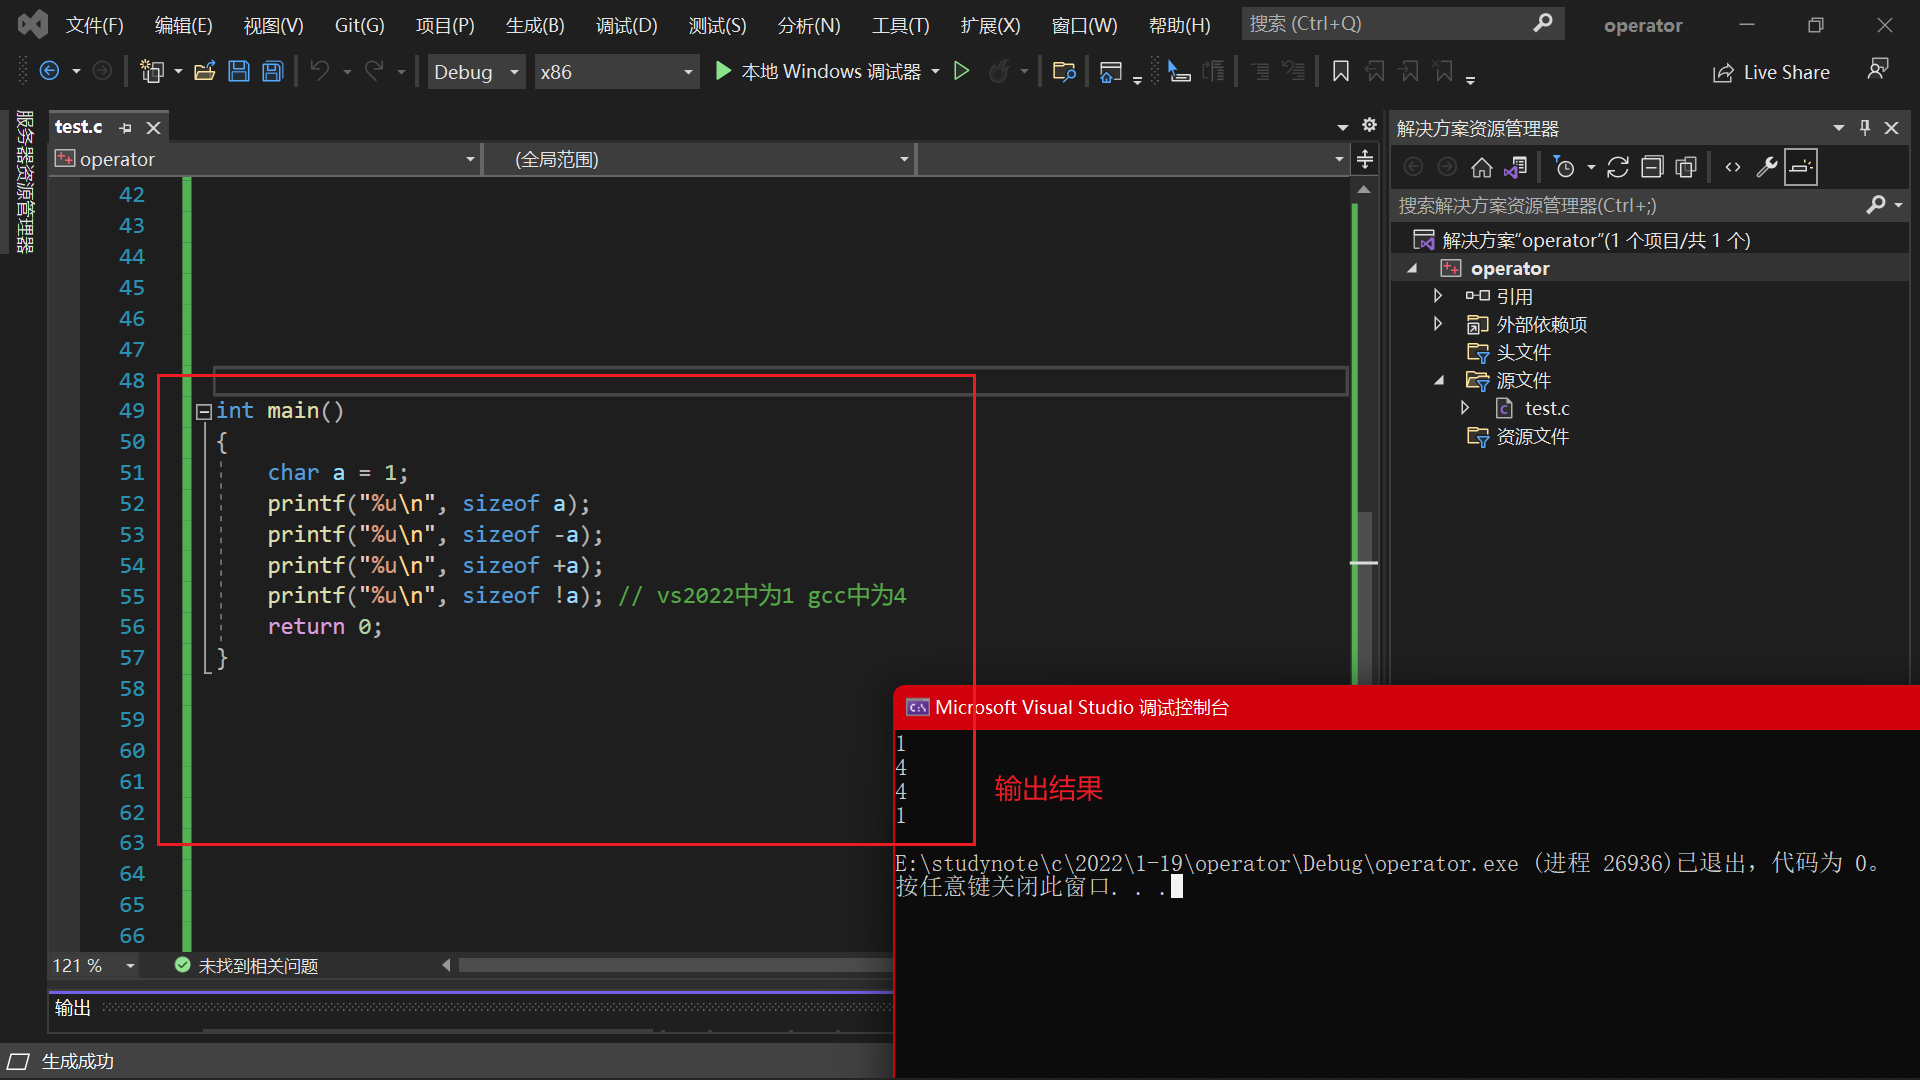 文件(F) 编辑(E) 视图(V) Git(G) 项目(P) 生成(B) 调试(D) 测试(S) 分析(N) 工具(T) 扩展(X) 窗口(W) 帮助(H) 搜索 (Ctrl+Q) operator
Debug x86 本地 Windows 调试器 Live Share
服务器资源管理器
test.c
operator (全局范围)
42
43
44
45
46
47
48
49 int main()
50 {
51 char a = 1;
52 printf("%u\n", sizeof a);
53 printf("%u\n", sizeof -a);
54 printf("%u\n", sizeof +a);
55 printf("%u\n", sizeof !a); // vs2022中为1 gcc中为4
56 return 0;
57 }
58
59
60
61
62
63
64
65
66
121 % 未找到相关问题
输出
生成成功
解决方案资源管理器
搜索解决方案资源管理器(Ctrl+;)
解决方案“operator”(1 个项目/共 1 个)
operator
引用
外部依赖项
头文件
源文件
test.c
资源文件
Microsoft Visual Studio 调试控制台
1
4
4
1
输出结果
E:\studynote\c\2022\1-19\operator\Debug\operator.exe (进程 26936)已退出，代码为 0。
按任意键关闭此窗口. . .